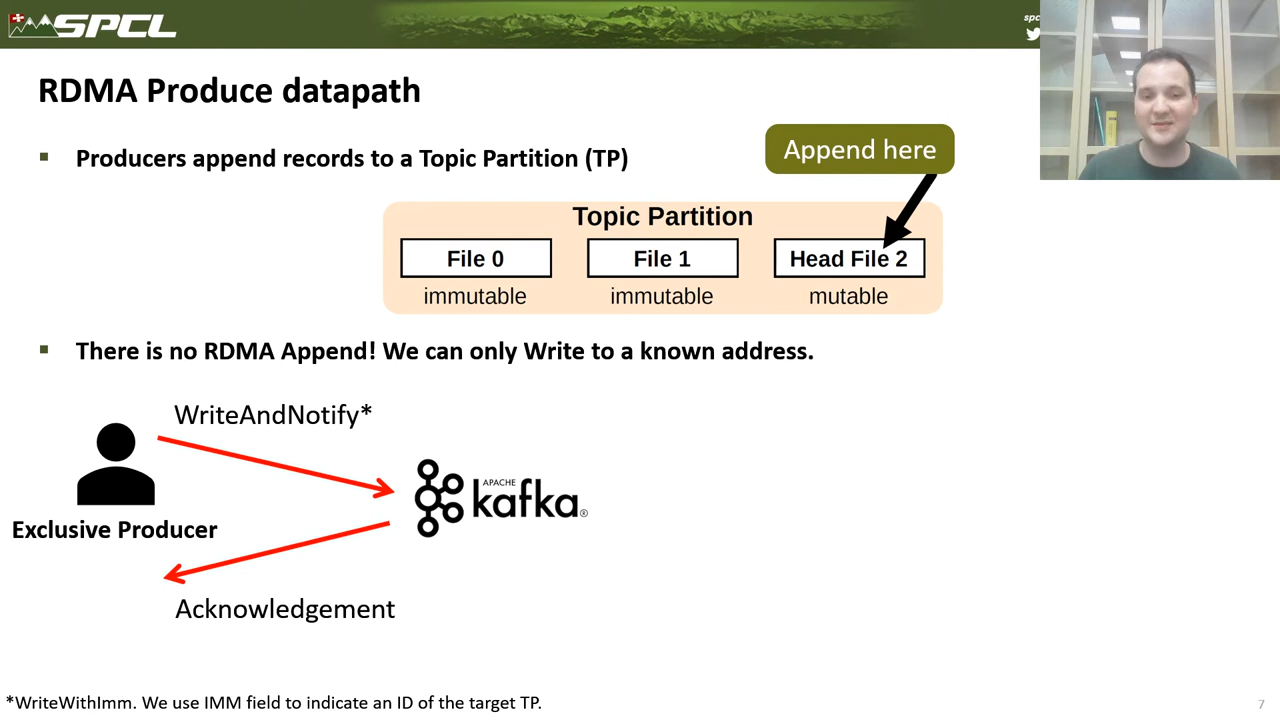 SPCL
spc
RDMA Produce datapath
Producers append records to a Topic Partition (TP)
Append here
Topic Partition
File 0
File 1
Head File 2
immutable
immutable
mutable
There is no RDMA Append! We can only Write to a known address.
WriteAndNotify*
APACHE
kafka®
Exclusive Producer
Acknowledgement
*WriteWithImm. We use IMM field to indicate an ID of the target TP.
7